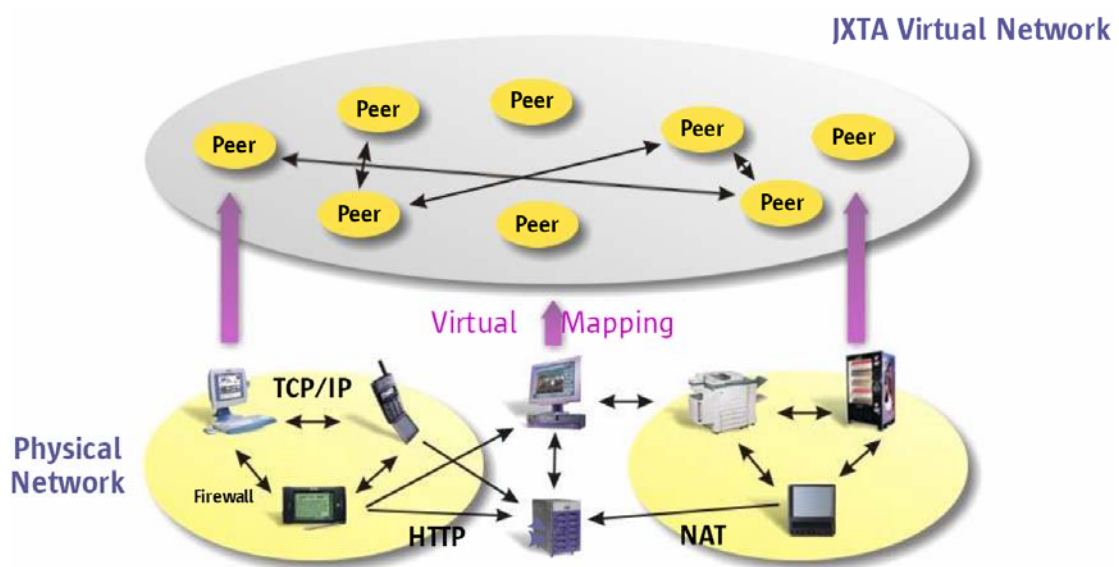 JXTA Virtual Network
Peer
Peer
Peer
Peer
Peer
Peer
Peer
Peer
Virtual Mapping
TCP/IP
Physical
Network
Firewall
HTTP
NAT